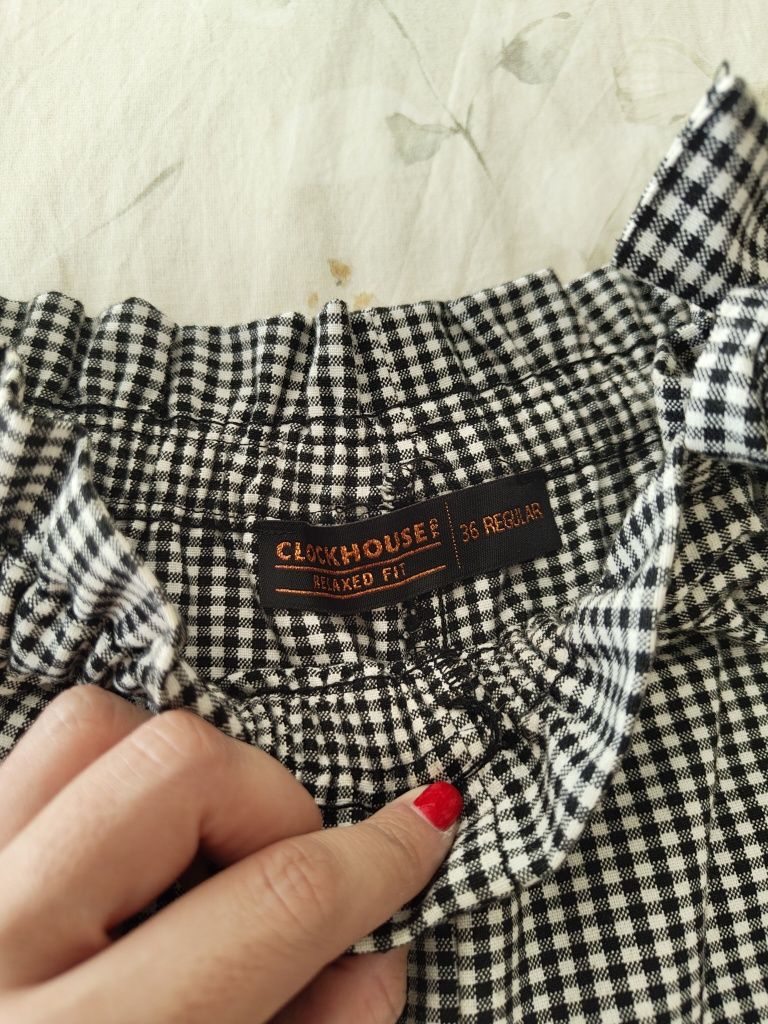 CLOCKHOUSE
RELAXED FIT
36 REGULAR